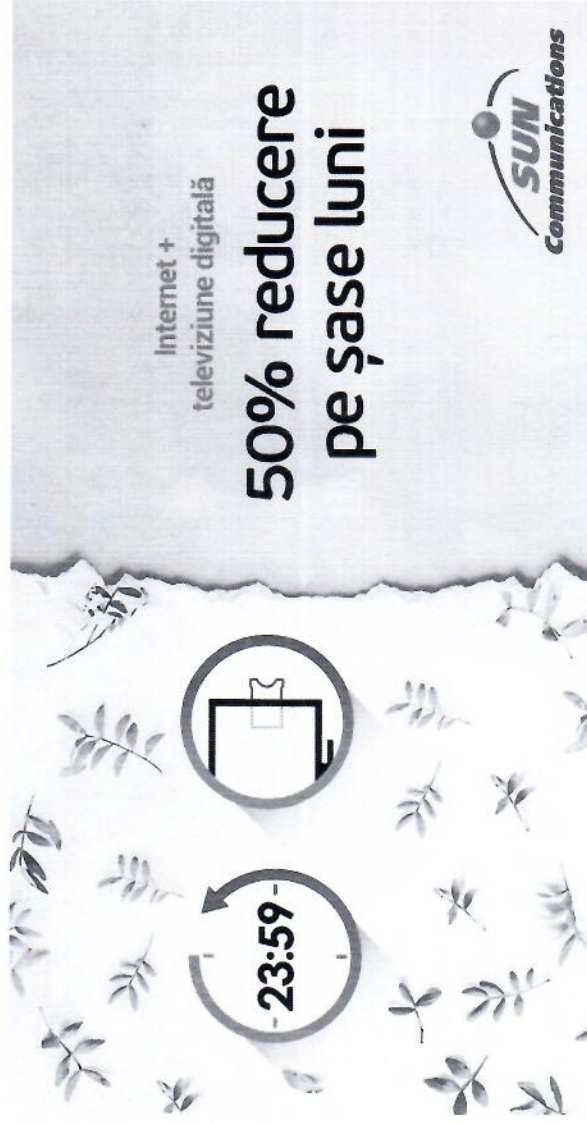 23:59
Internet +
televiziune digitală
50% reducere
pe șase luni
SUN
Communications